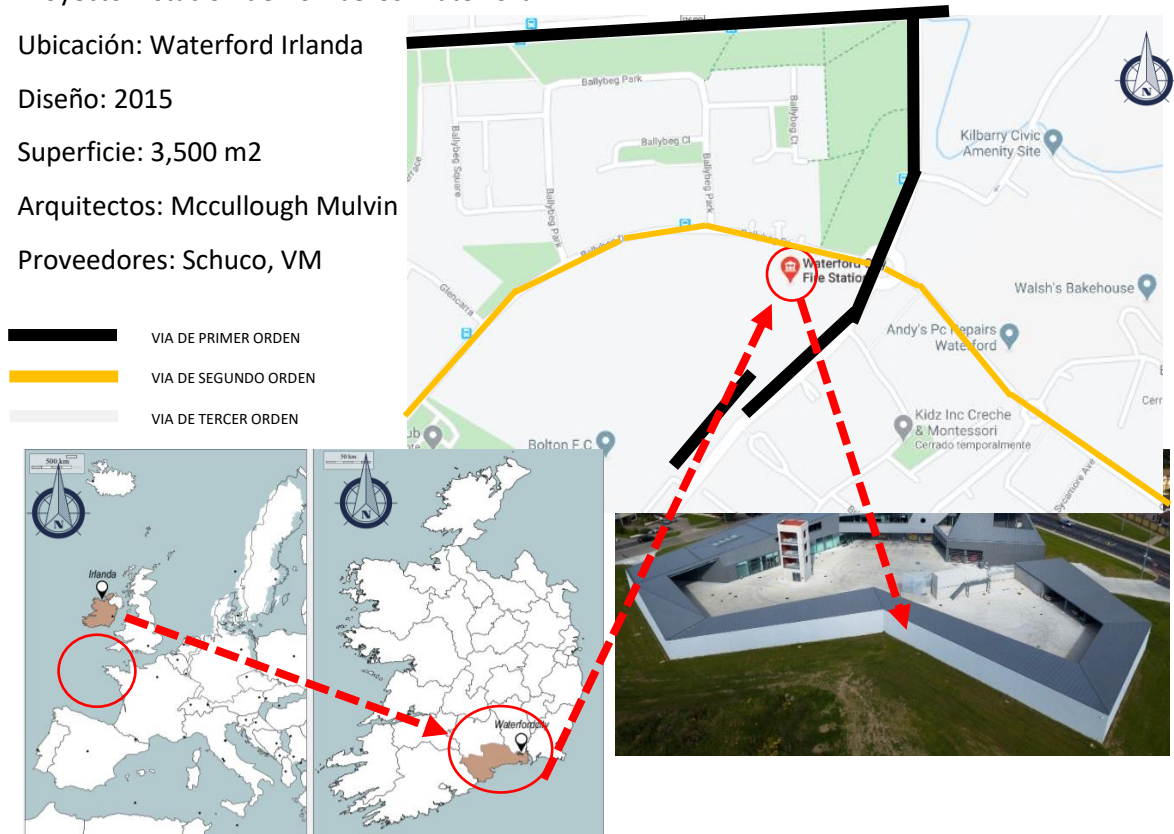 Ubicación: Waterford Irlanda
Diseño: 2015
Superficie: 3,500 m2
Arquitectos: Mccullough Mulvin
Proveedores: Schuco, VM
VIA DE PRIMER ORDEN
VIA DE SEGUNDO ORDEN
VIA DE TERCER ORDEN
Ballybeg Park
Ballybeg Cl
Ballybeg Ct
Ballybeg Square
Ballybeg Park
Ballybeg Park
Glencarra
N
Kilbarry Civic
Amenity Site
Waterford City
Fire Station
Walsh's Bakehouse
Andy's Pc Repairs
Waterford
Kidz Inc Creche
& Montessori
Cerrado temporalmente
Bolton F.C
Sycamore Ave
500 km
N
Irlanda
50 km
N
Waterfordcity